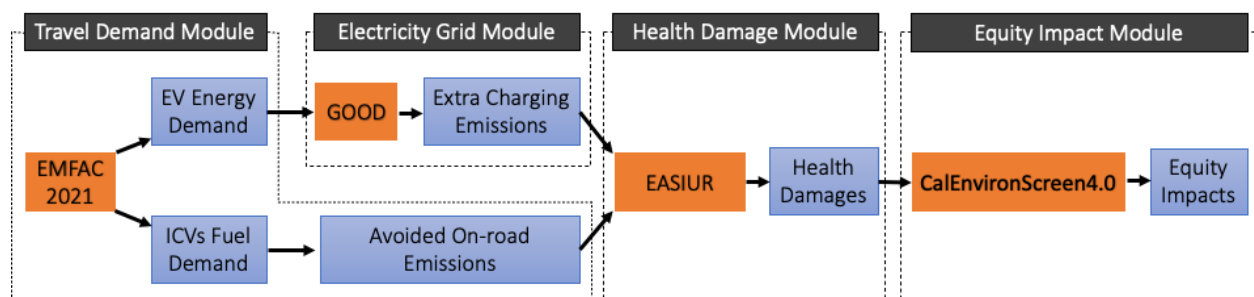 Travel Demand Module
Electricity Grid Module
Health Damage Module
Equity Impact Module
EMFAC
2021
EV Energy
Demand
GOOD
Extra Charging
Emissions
ICVs Fuel
Demand
Avoided On-road
Emissions
EASIUR
Health
Damages
CalEnvironScreen4.0
Equity
Impacts